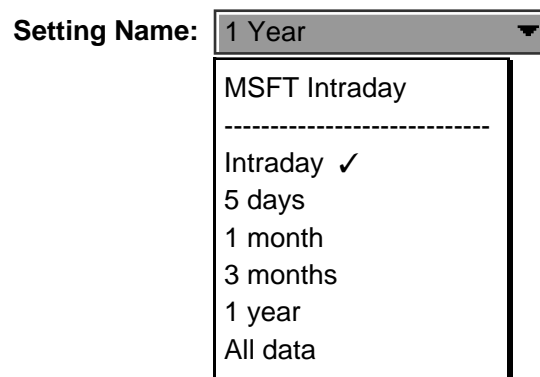 Setting Name: 1 Year
MSFT Intraday
-----------------------------
Intraday ✓
5 days
1 month
3 months
1 year
All data